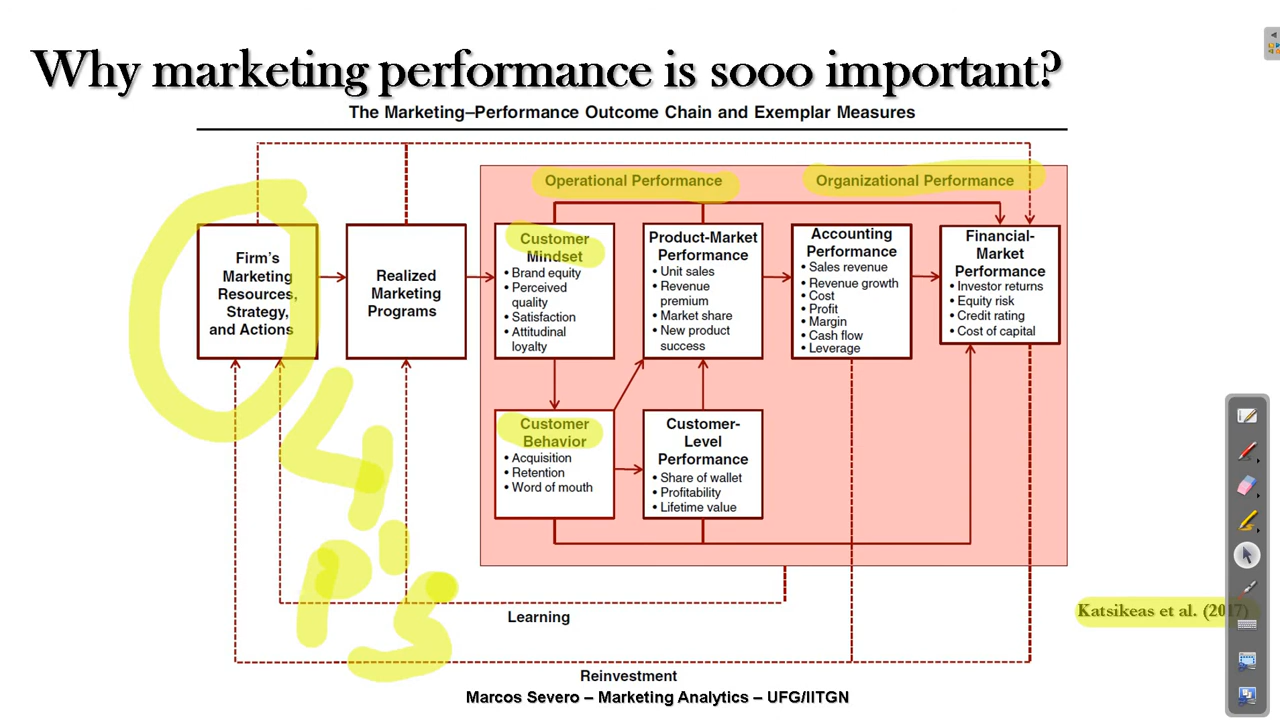 Why marketing performance is sooo important?
The Marketing–Performance Outcome Chain and Exemplar Measures
Operational Performance
Organizational Performance
Firm's
Marketing
Resources,
Strategy,
and Actions
Realized
Marketing
Programs
Customer
Mindset
• Brand equity
• Perceived
quality
• Satisfaction
• Attitudinal
loyalty
Product-Market
Performance
• Unit sales
• Revenue
premium
• Market share
• New product
success
Accounting
Performance
• Sales revenue
• Revenue growth
• Cost
• Profit
• Margin
• Cash flow
• Leverage
Financial-
Market
Performance
• Investor returns
• Equity risk
• Credit rating
• Cost of capital
Customer
Behavior
• Acquisition
• Retention
• Word of mouth
Customer-
Level
Performance
• Share of wallet
• Profitability
• Lifetime value
4
P's
Learning
Katsikeas et al. (2017)
Reinvestment
Marcos Severo – Marketing Analytics – UFG/IITGN